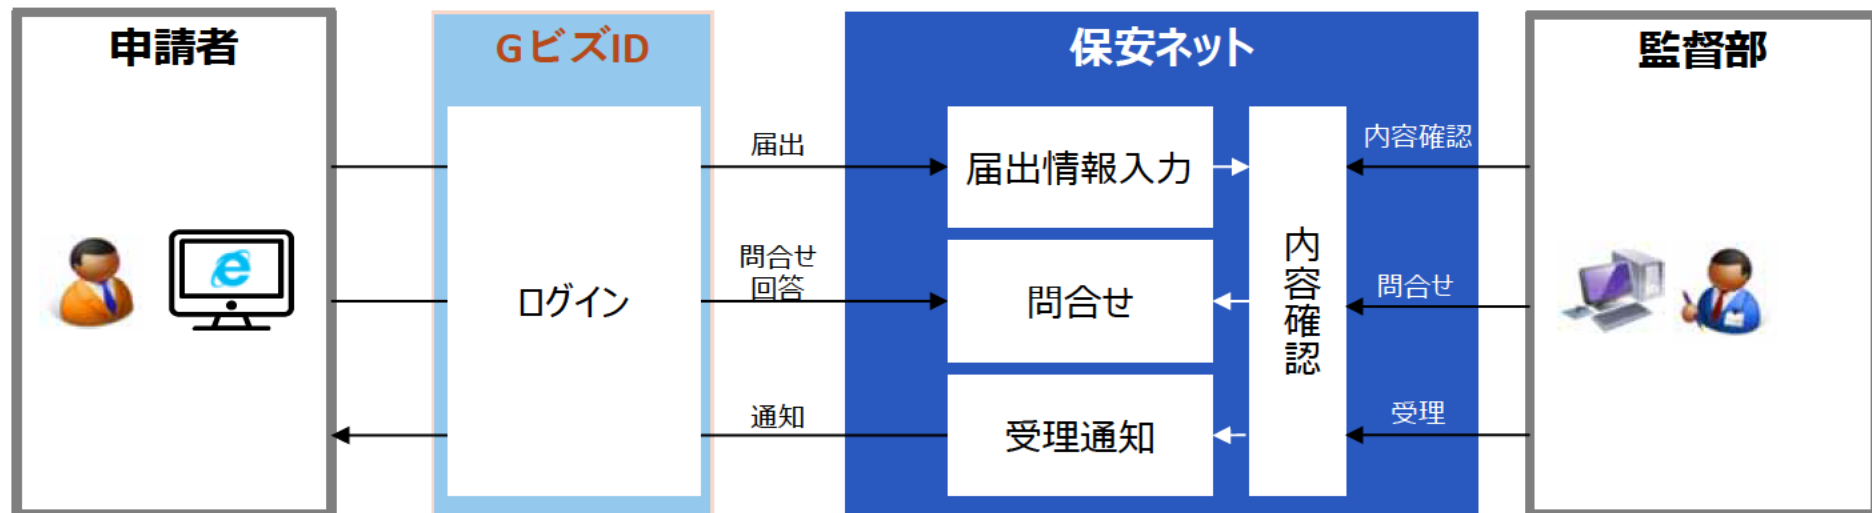 申請者
GビズID
保安ネット
監督部
届出
届出情報入力
内容確認
問合せ
回答
ログイン
問合せ
内容確認
問合せ
通知
受理通知
受理